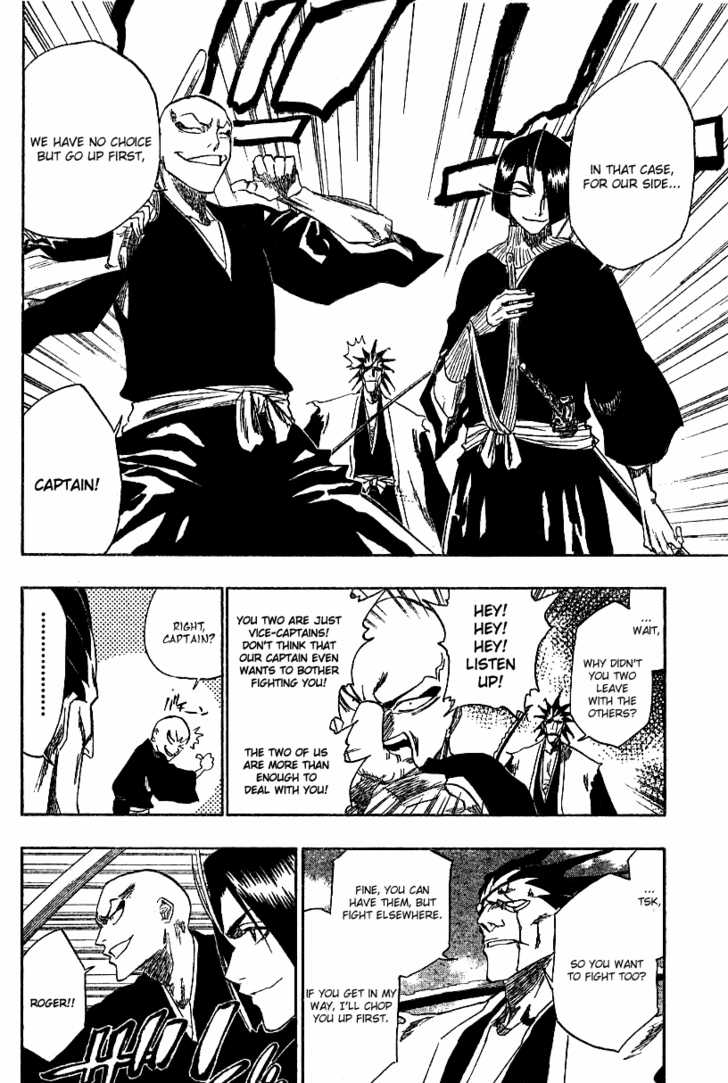 IN THAT CASE,
FOR OUR SIDE...
WE HAVE NO CHOICE
BUT GO UP FIRST,
CAPTAIN!
...
WAIT,
WHY DIDN'T
YOU TWO
LEAVE
WITH THE
OTHERS?
HEY!
HEY!
HEY!
LISTEN
UP!
YOU TWO ARE JUST
VICE-CAPTAINS!
DON'T THINK THAT
OUR CAPTAIN EVEN
WANTS TO BOTHER
FIGHTING YOU!
THE TWO OF US
ARE MORE THAN
ENOUGH TO
DEAL WITH YOU!
RIGHT,
CAPTAIN?
.........
...
TSK,
SO YOU WANT
TO FIGHT TOO?
FINE, YOU CAN
HAVE THEM, BUT
FIGHT ELSEWHERE.
IF YOU GET IN MY
WAY, I'LL CHOP
YOU UP FIRST.
ROGER!!